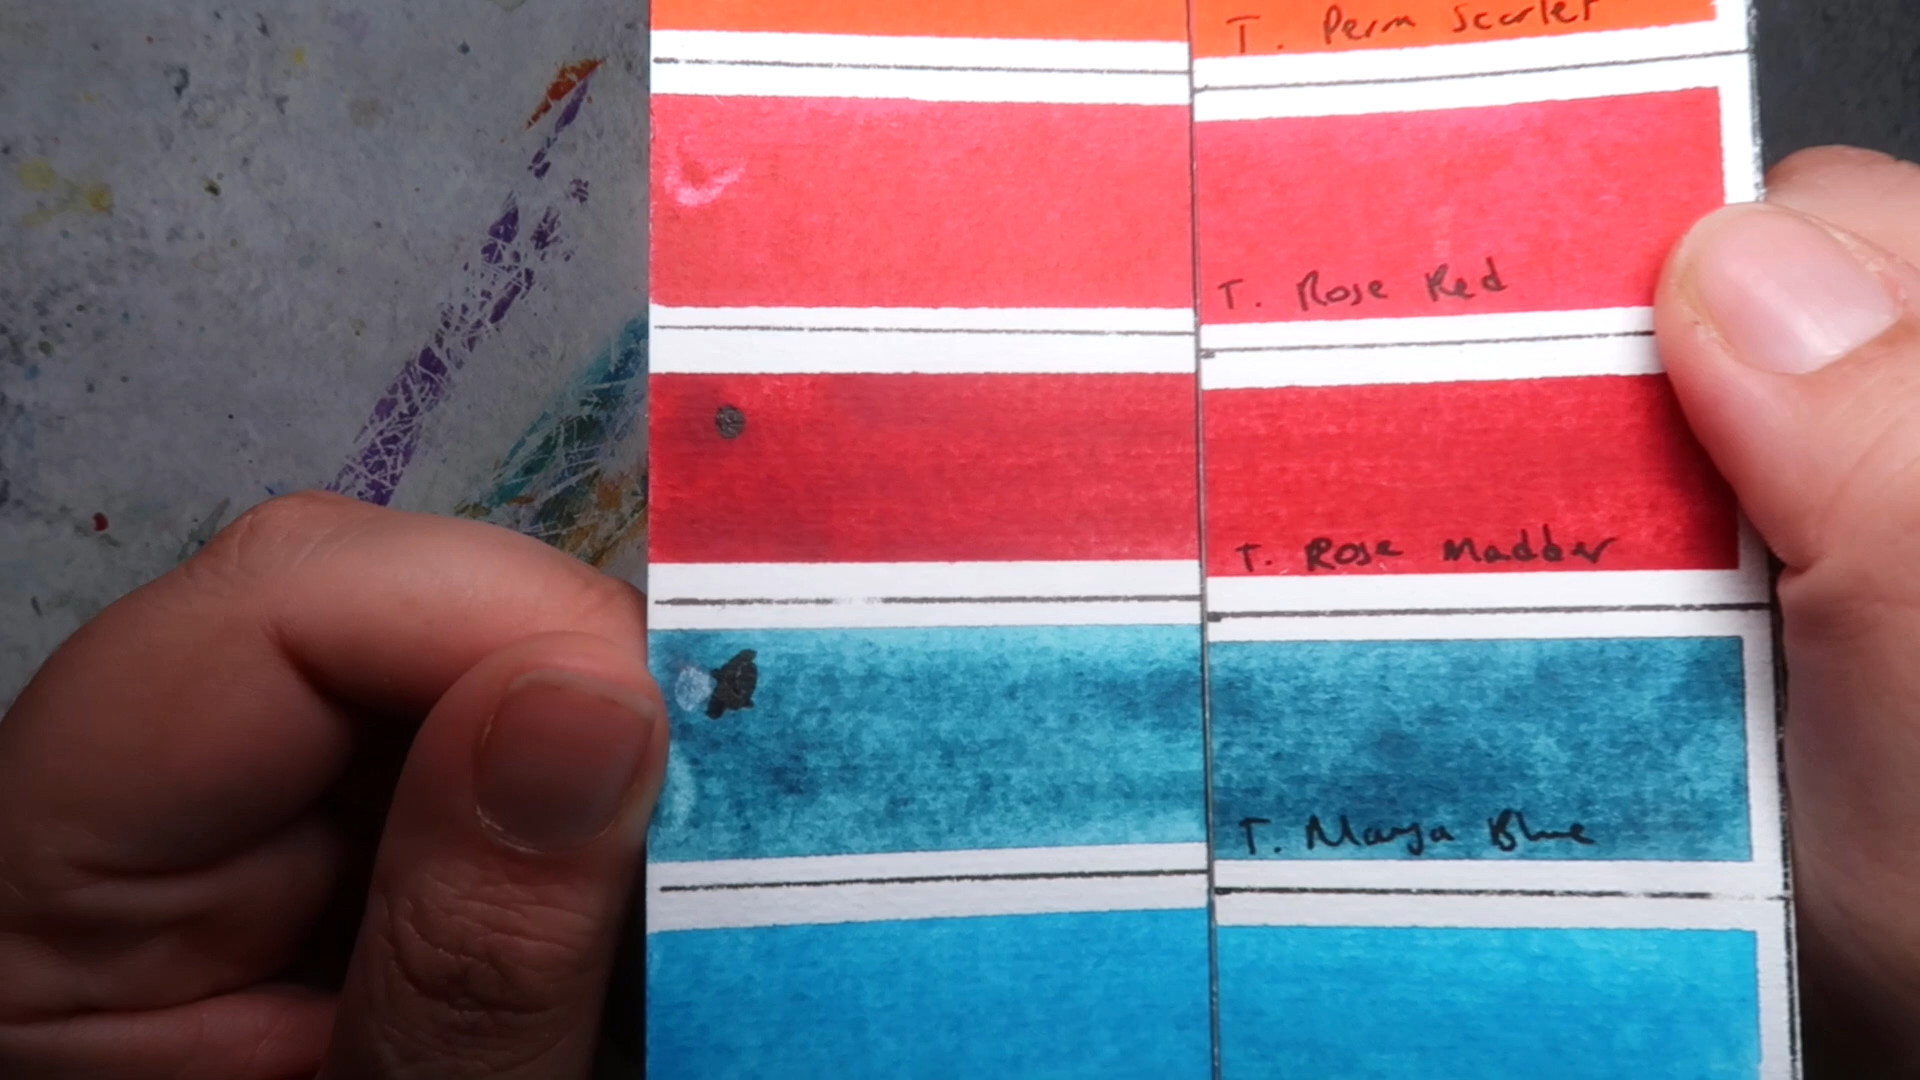 T. Perm Scarlet
T. Rose Red
T. Rose Madder
T. Maya Blue